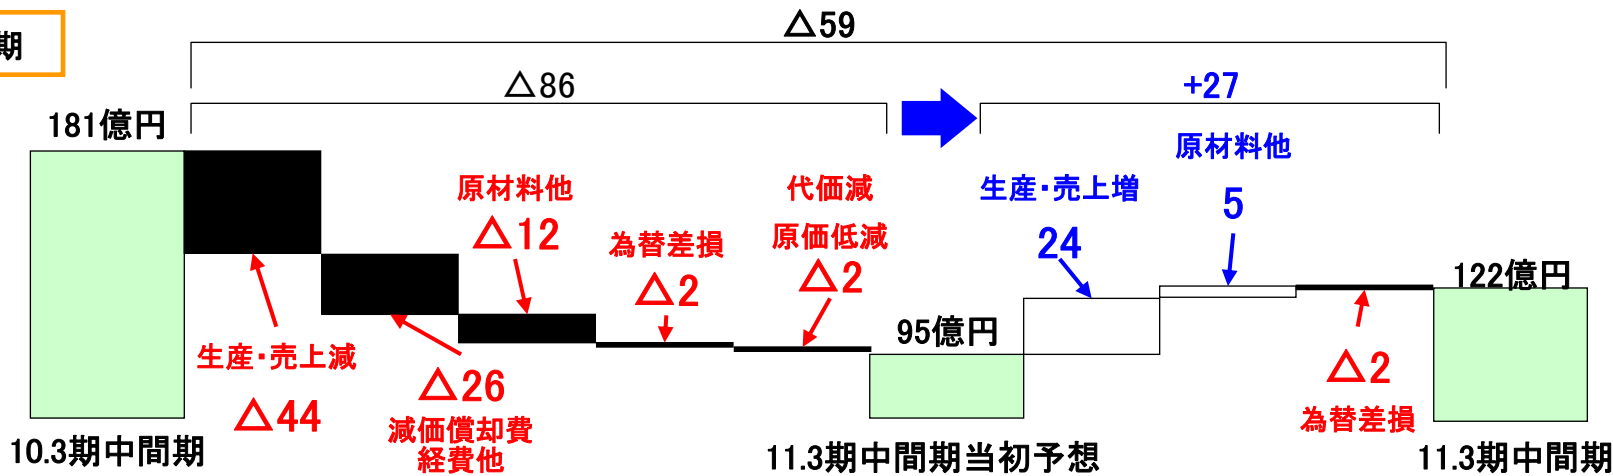 期
△59
△86
+27
181億円
原材料他
△12
為替差損
△2
代価減
原価低減
△2
生産・売上増
24
原材料他
5
122億円
95億円
生産・売上減
△44
△26
減価償却費
経費他
△2
為替差損
10.3期中間期
11.3期中間期当初予想
11.3期中間期